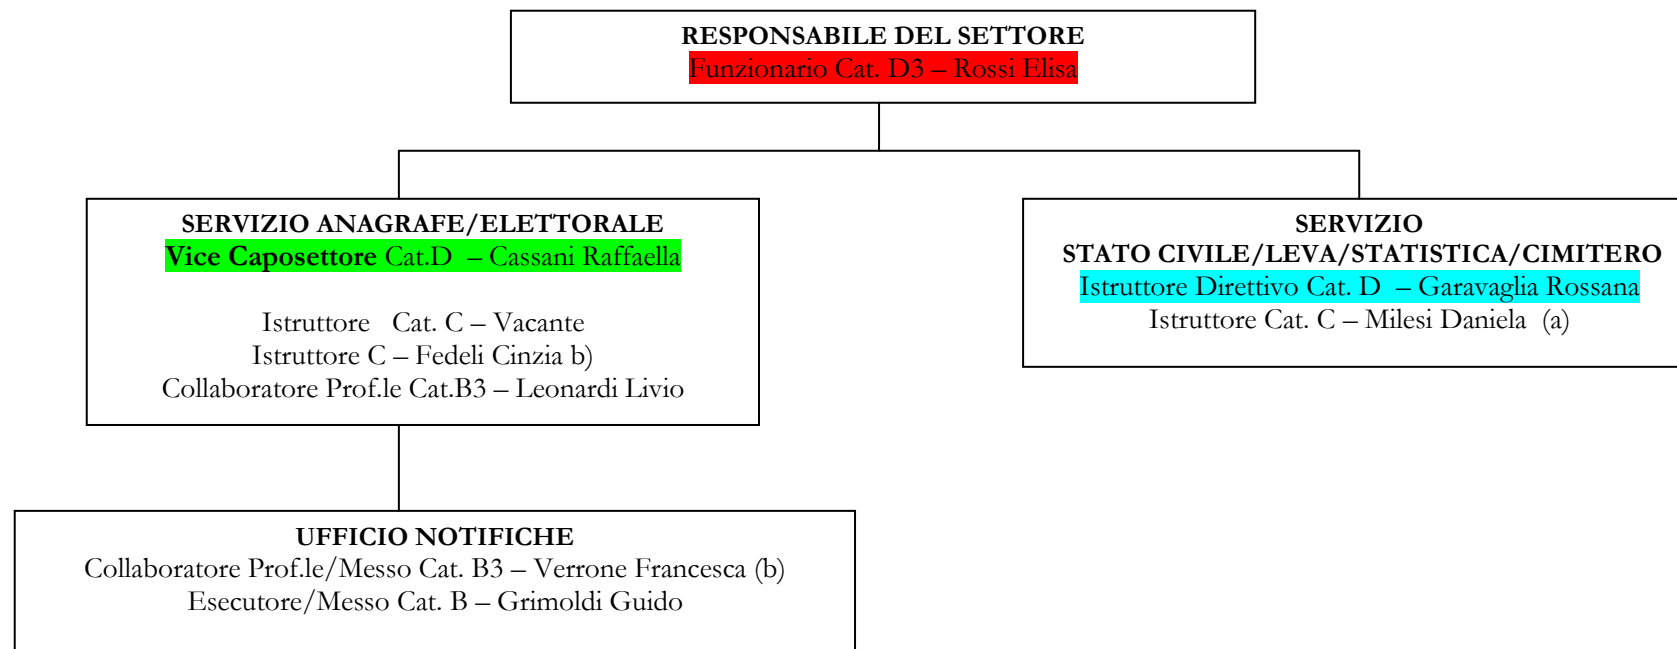 RESPONSABILE DEL SETTORE
Funzionario Cat. D3 – Rossi Elisa
SERVIZIO ANAGRAFE/ELETTORALE
Vice Caposettore Cat.D – Cassani Raffaella
Istruttore Cat. C – Vacante
Istruttore C – Fedeli Cinzia b)
Collaboratore Prof.le Cat.B3 – Leonardi Livio
SERVIZIO
STATO CIVILE/LEVA/STATISTICA/CIMITERO
Istruttore Direttivo Cat. D – Garavaglia Rossana
Istruttore Cat. C – Milesi Daniela (a)
UFFICIO NOTIFICHE
Collaboratore Prof.le/Messo Cat. B3 – Verrone Francesca (b)
Esecutore/Messo Cat. B – Grimoldi Guido